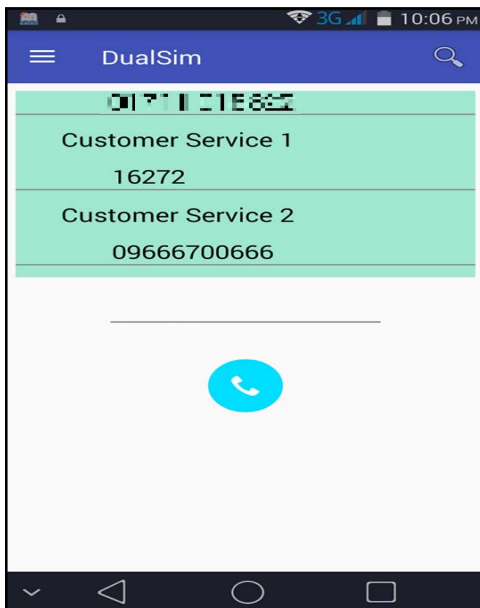 3G 10:06 PM
DualSim
Customer Service 1
16272
Customer Service 2
09666700666